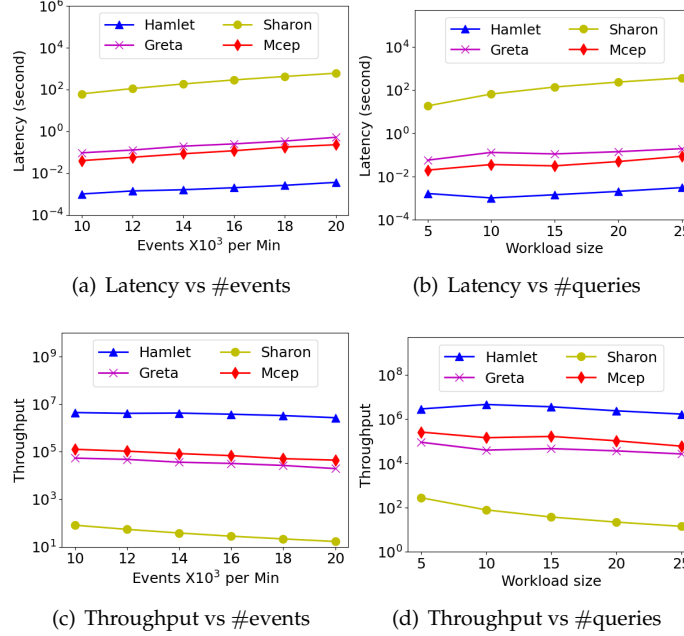 10^6
10^4
10^2
10^0
10^−2
10^−4
Latency (second)
Hamlet
Greta
Sharon
Mcep
10 12 14 16 18 20
Events X10^3 per Min
(a) Latency vs #events
10^4
10^2
10^0
10^−2
10^−4
Latency (second)
Hamlet
Greta
Sharon
Mcep
5 10 15 20 25
Workload size
(b) Latency vs #queries
10^9
10^7
10^5
10^3
10^1
Throughput
Hamlet
Greta
Sharon
Mcep
10 12 14 16 18 20
Events X10^3 per Min
(c) Throughput vs #events
10^8
10^6
10^4
10^2
10^0
Throughput
Hamlet
Greta
Sharon
Mcep
5 10 15 20 25
Workload size
(d) Throughput vs #queries